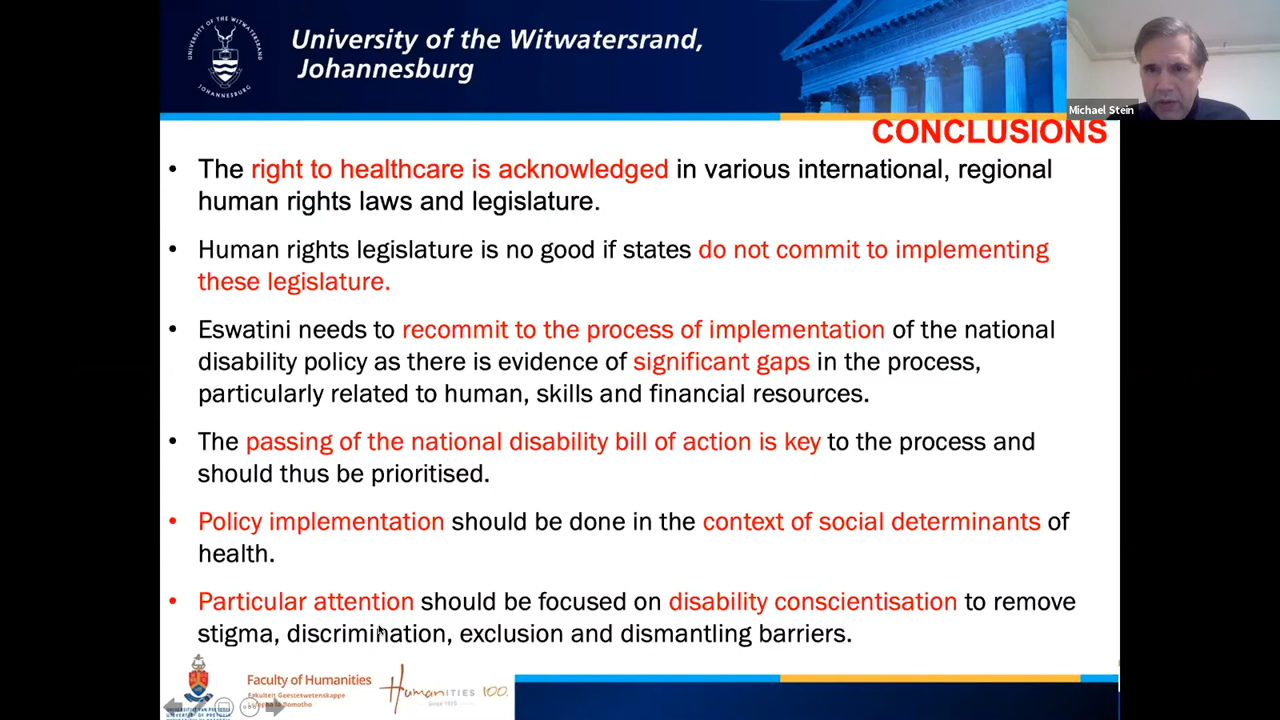 UNIVERSITY OF THE WITWATERSRAND
JOHANNESBURG
University of the Witwatersrand,
Johannesburg
Michael Stein
CONCLUSIONS
• The right to healthcare is acknowledged in various international, regional
human rights laws and legislature.
• Human rights legislature is no good if states do not commit to implementing
these legislature.
• Eswatini needs to recommit to the process of implementation of the national
disability policy as there is evidence of significant gaps in the process,
particularly related to human, skills and financial resources.
• The passing of the national disability bill of action is key to the process and
should thus be prioritised.
• Policy implementation should be done in the context of social determinants of
health.
• Particular attention should be focused on disability conscientisation to remove
stigma, discrimination, exclusion and dismantling barriers.
Faculty of Humanities
Fakulteit Geesteswetenskappe
Humanities 100.
Since 1919